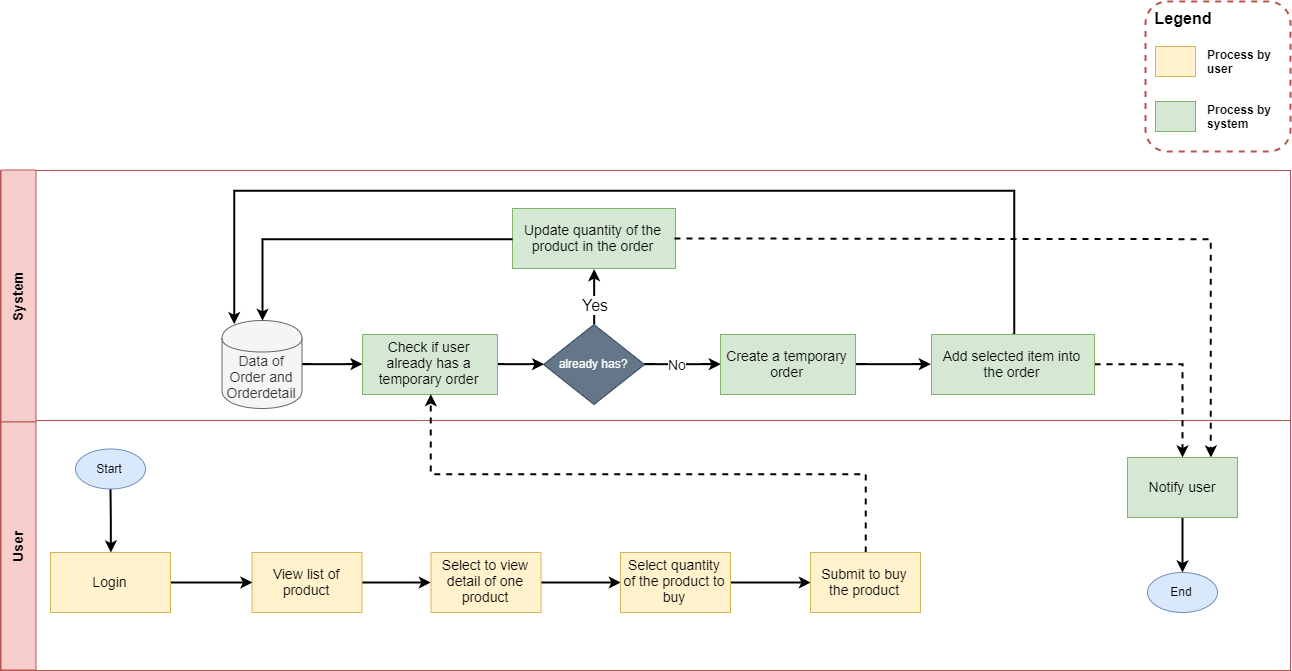 Legend
Process by
user
Process by
system
System
Update quantity of the
product in the order
Yes
Data of
Order and
Orderdetail
Check if user
already has a
temporary order
already has?
No
Create a temporary
order
Add selected item into
the order
User
Start
Notify user
Login
View list of
product
Select to view
detail of one
product
Select quantity
of the product to
buy
Submit to buy
the product
End